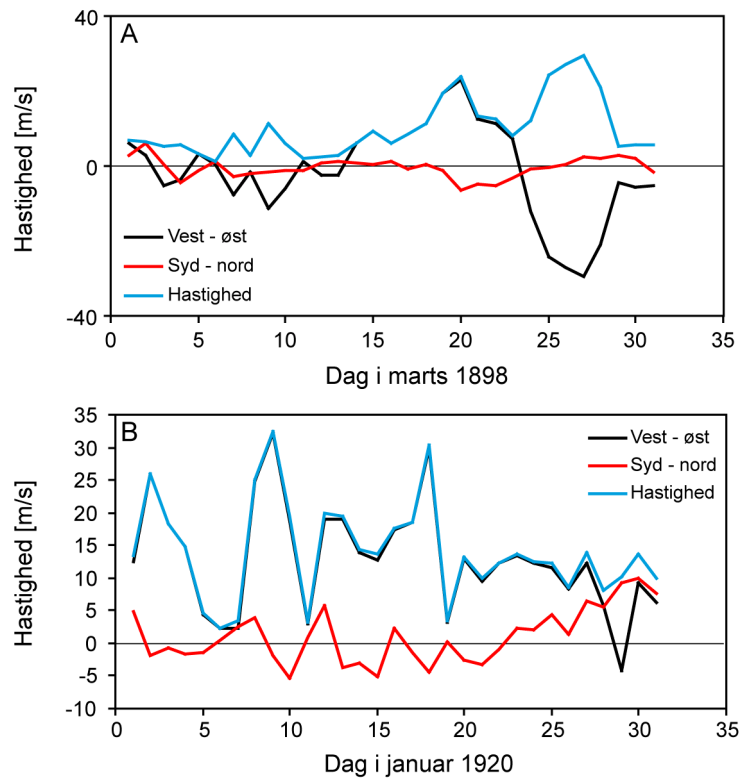 A
40
0
-40
Hastighed [m/s]
Vest - øst
Syd - nord
Hastighed
0 5 10 15 20 25 30 35
Dag i marts 1898
B
35
30
25
20
15
10
5
0
-5
-10
Hastighed [m/s]
Vest - øst
Syd - nord
Hastighed
0 5 10 15 20 25 30 35
Dag i januar 1920